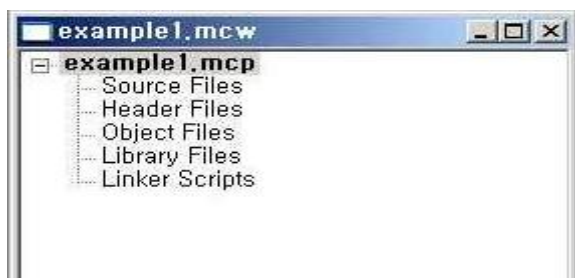 example1.mcw
example1.mcp
Source Files
Header Files
Object Files
Library Files
Linker Scripts